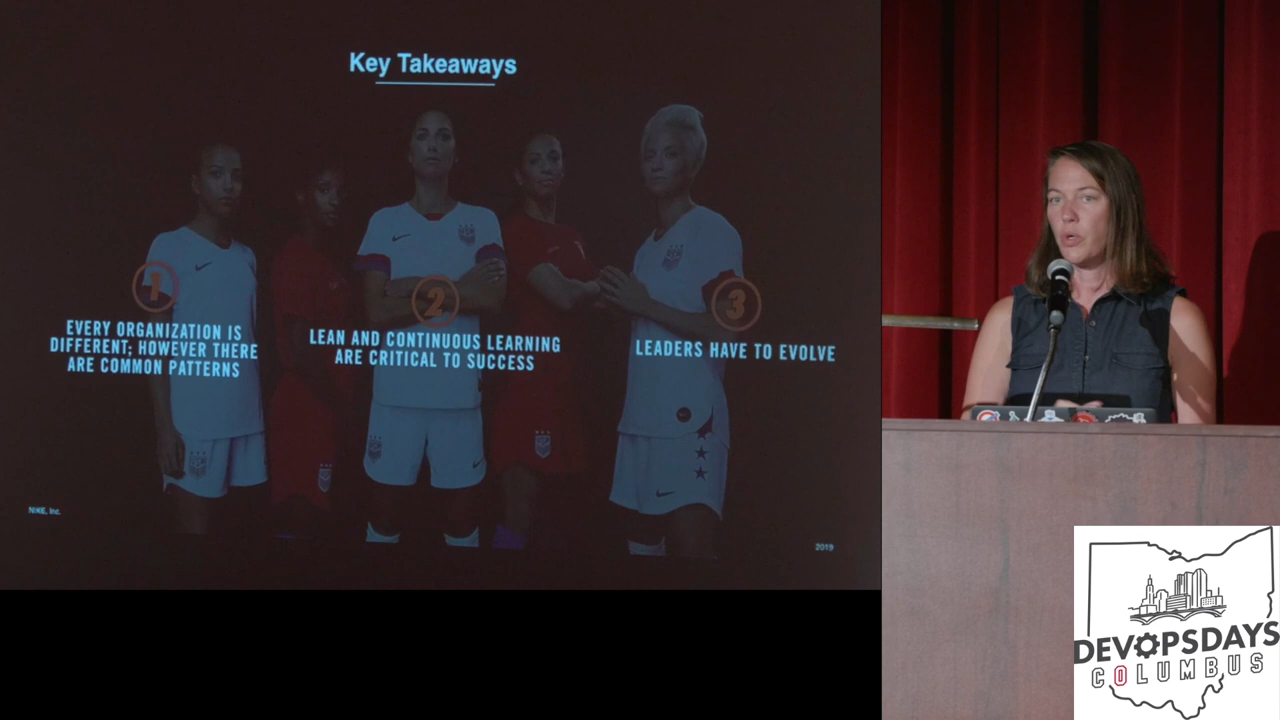 Key Takeaways
1
EVERY ORGANIZATION IS
DIFFERENT; HOWEVER THERE
ARE COMMON PATTERNS
2
LEAN AND CONTINUOUS LEARNING
ARE CRITICAL TO SUCCESS
3
LEADERS HAVE TO EVOLVE
NIKE, Inc.
2019
DEVOPSDAYS
COLUMBUS